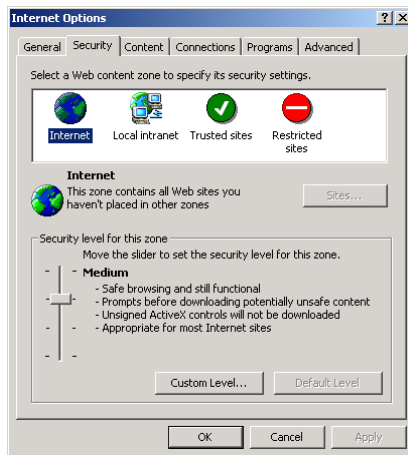 Internet Options
? X
General Security Content Connections Programs Advanced
Select a Web content zone to specify its security settings.
Internet Local intranet Trusted sites Restricted
sites
Internet
This zone contains all Web sites you
haven't placed in other zones
Sites...
Security level for this zone
Move the slider to set the security level for this zone.
Medium
- Safe browsing and still functional
- Prompts before downloading potentially unsafe content
- Unsigned ActiveX controls will not be downloaded
- Appropriate for most Internet sites
Custom Level... Default Level
OK Cancel Apply